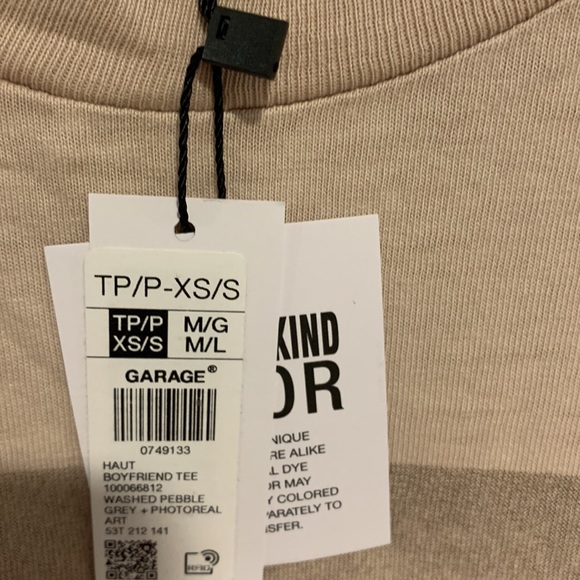 TP/P-XS/S
TP/P M/G
XS/S M/L
GARAGE®
0749133
HAUT
BOYFRIEND TEE
100066812
WASHED PEBBLE
GREY + PHOTOREAL
ART
53T 212 141
RFID
KIND
OR
NIQUE
RE ALIKE
L DYE
OR MAY
Y COLORED
PARATELY TO
SFER.